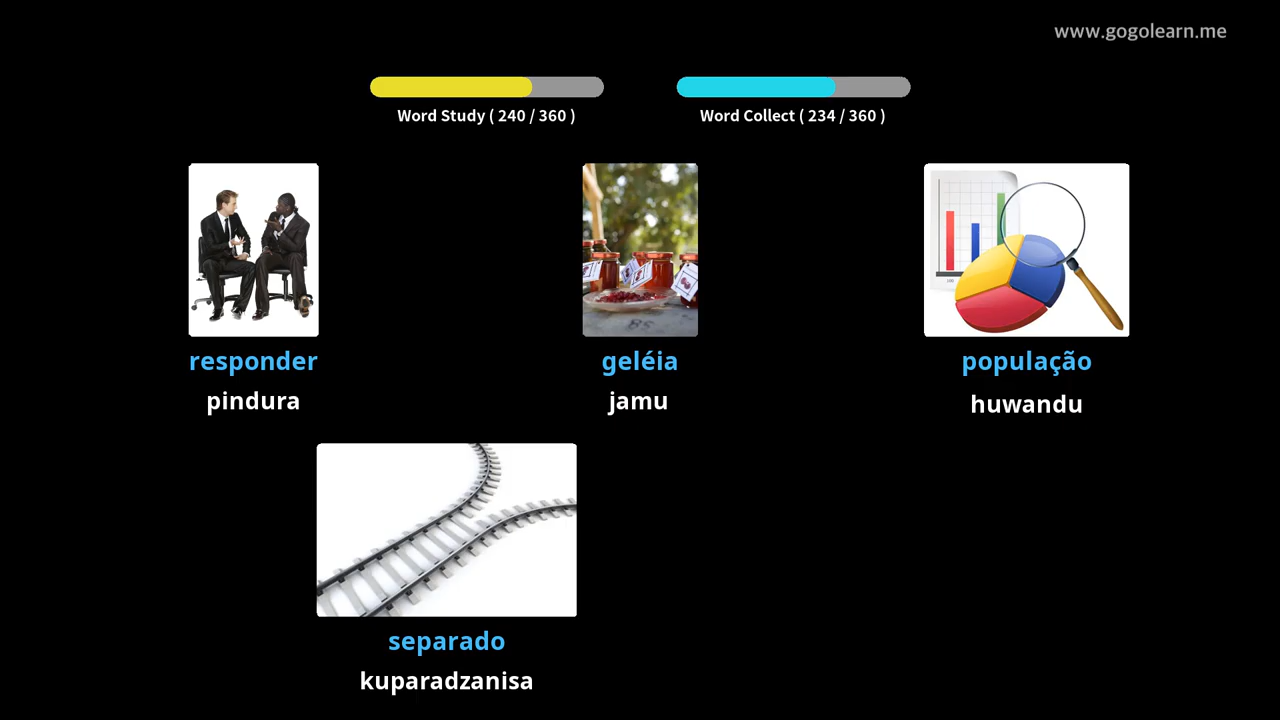 www.gogolearn.me
Word Study ( 240 / 360 )
Word Collect ( 234 / 360 )
responder
pindura
geléia
jamu
população
huwandu
separado
kuparadzanisa